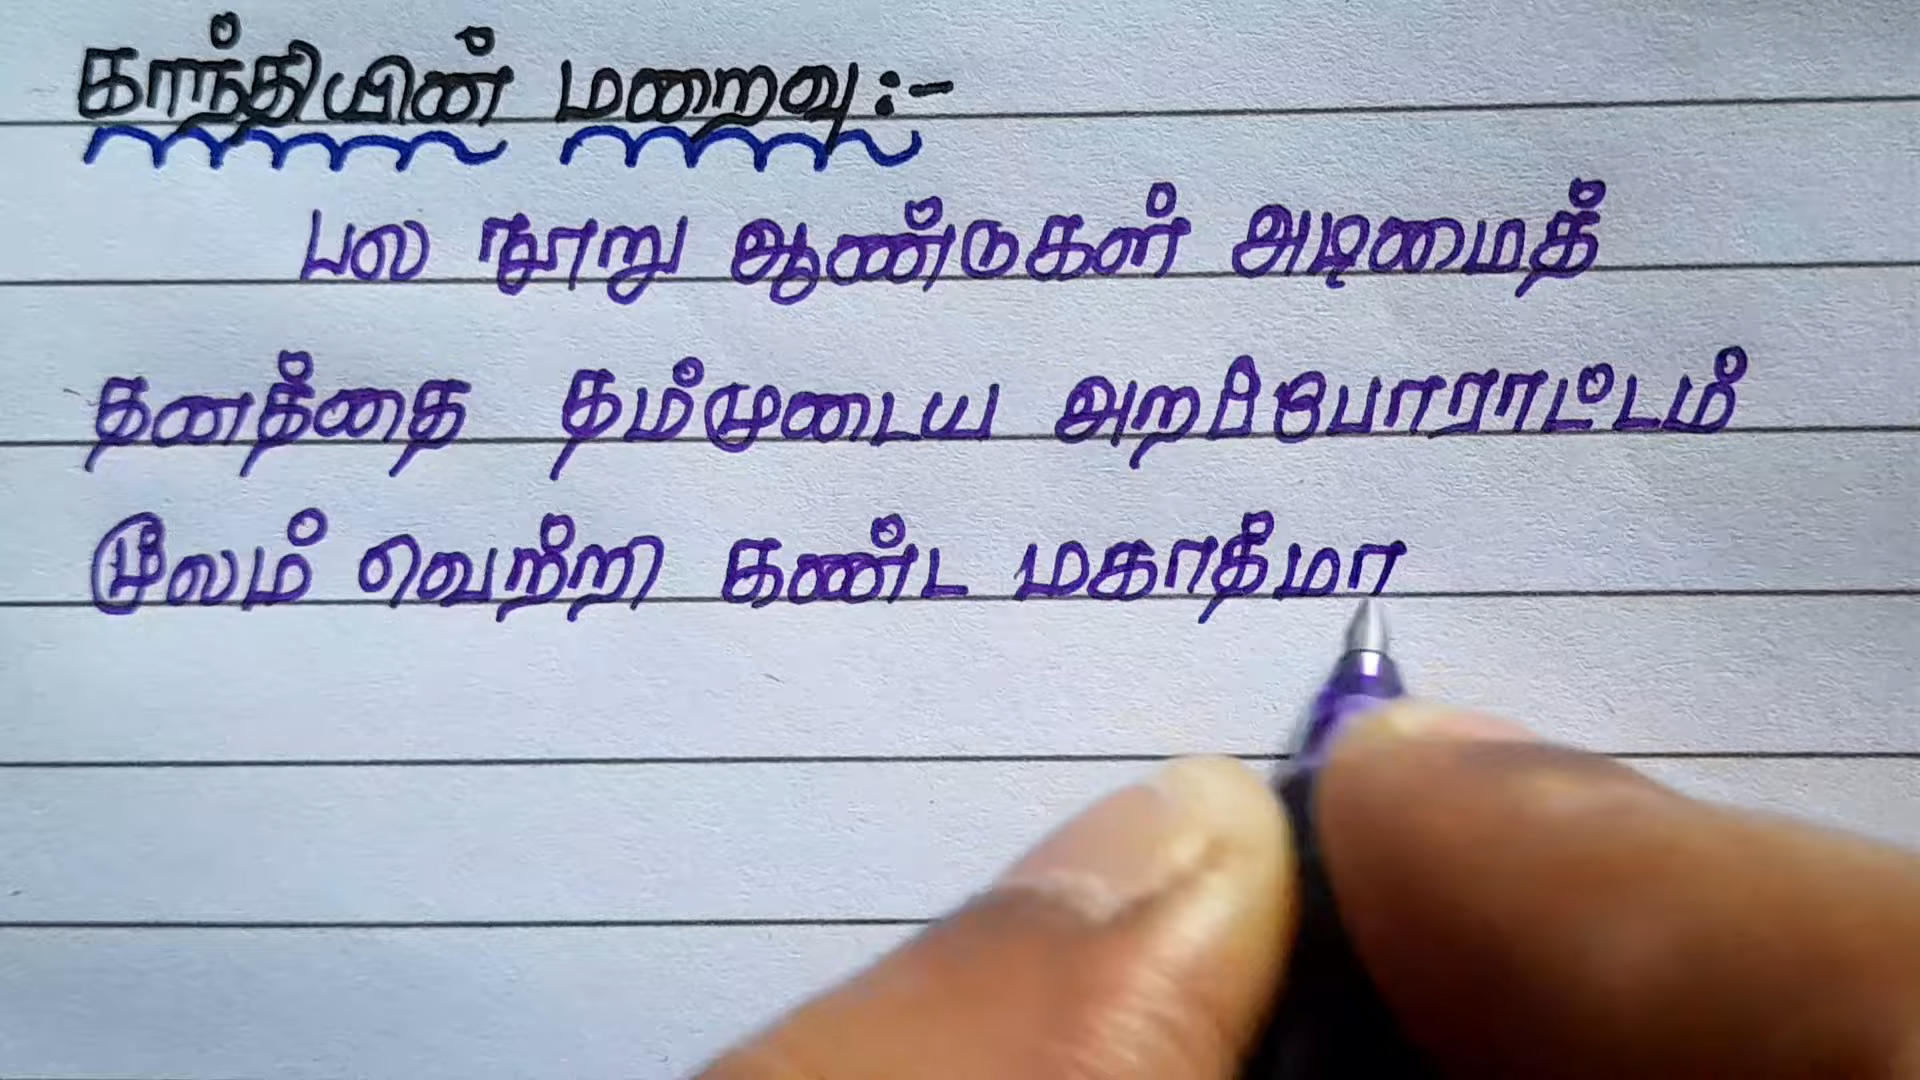 காந்தியின் மறைவு:-
பல நூறு ஆண்டுகள் அடிமைத்
தனத்தை தம்முடைய அறப்போராட்டம்
மூலம் வெற்றி கண்ட மகாத்மா